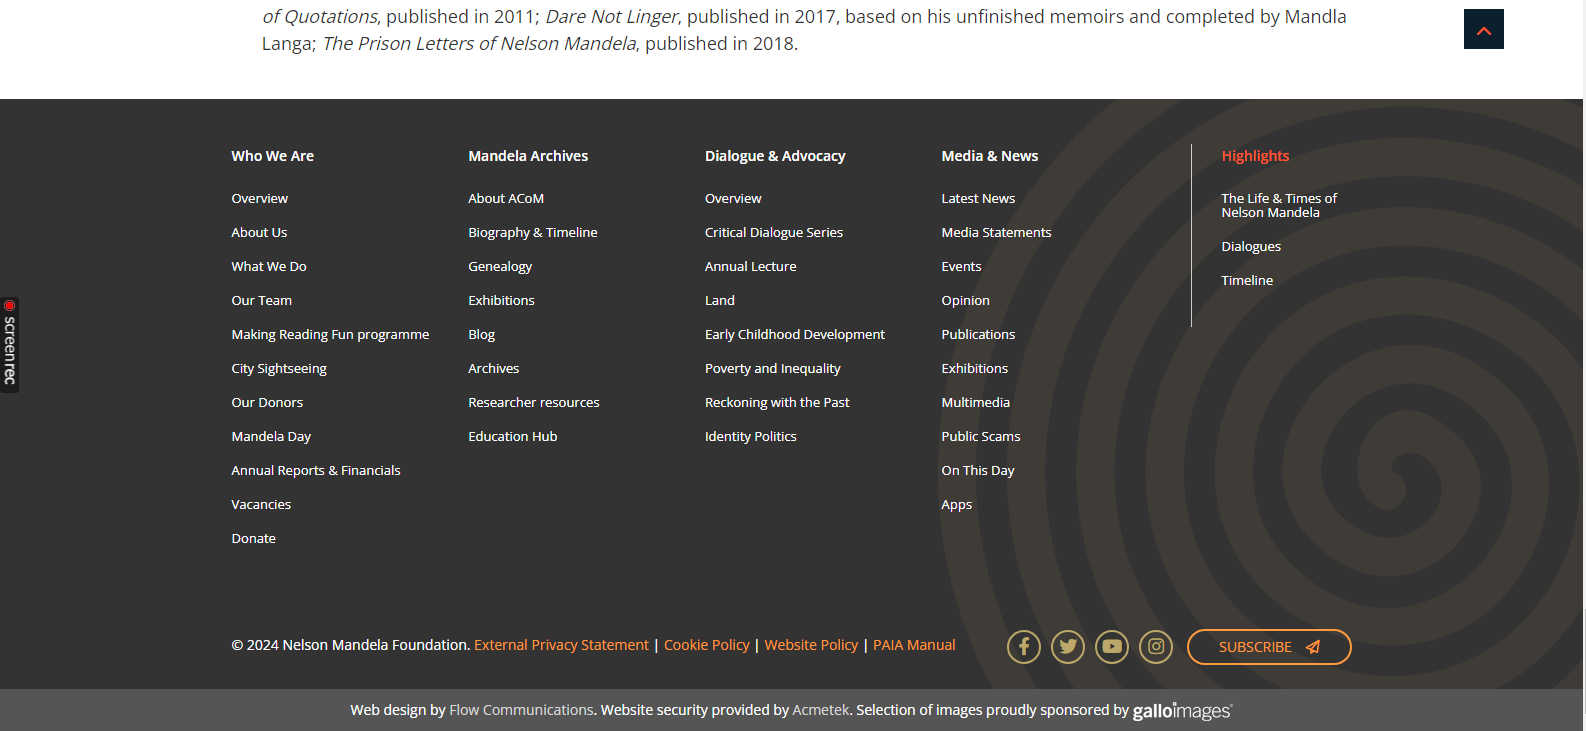 of Quotations, published in 2011; Dare Not Linger, published in 2017, based on his unfinished memoirs and completed by Mandla
Langa; The Prison Letters of Nelson Mandela, published in 2018.
Who We Are
Overview
About Us
What We Do
Our Team
Making Reading Fun programme
City Sightseeing
Our Donors
Mandela Day
Annual Reports & Financials
Vacancies
Donate
Mandela Archives
About ACoM
Biography & Timeline
Genealogy
Exhibitions
Blog
Archives
Researcher resources
Education Hub
Dialogue & Advocacy
Overview
Critical Dialogue Series
Annual Lecture
Land
Early Childhood Development
Poverty and Inequality
Reckoning with the Past
Identity Politics
Media & News
Latest News
Media Statements
Events
Opinion
Publications
Exhibitions
Multimedia
Public Scams
On This Day
Apps
Highlights
The Life & Times of
Nelson Mandela
Dialogues
Timeline
screenrec
© 2024 Nelson Mandela Foundation. External Privacy Statement | Cookie Policy | Website Policy | PAIA Manual
SUBSCRIBE
Web design by Flow Communications. Website security provided by Acmetek. Selection of images proudly sponsored by galloimages